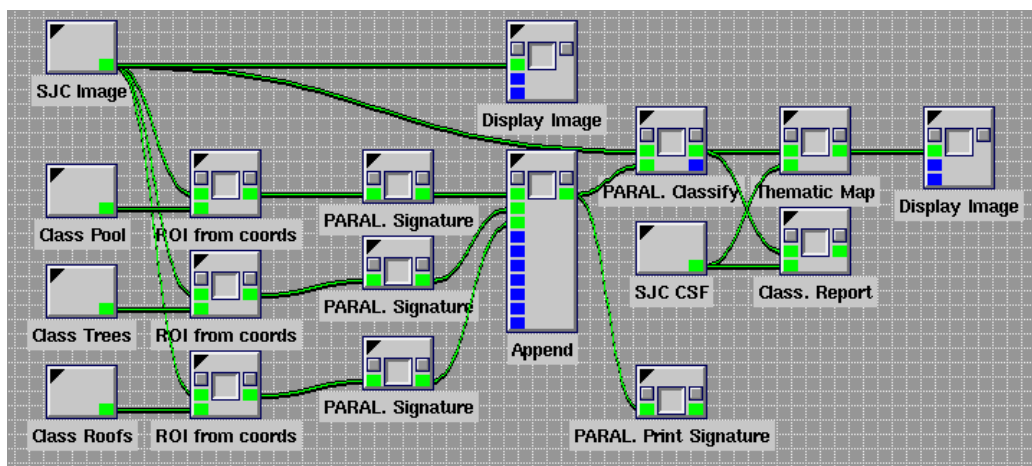 SJC Image
Display Image
PARAL. Classify
Thematic Map
Display Image
Class Pool
ROI from coords
PARAL. Signature
SJC CSF
Class. Report
Class Trees
ROI from coords
PARAL. Signature
Append
Class Roofs
ROI from coords
PARAL. Signature
PARAL. Print Signature